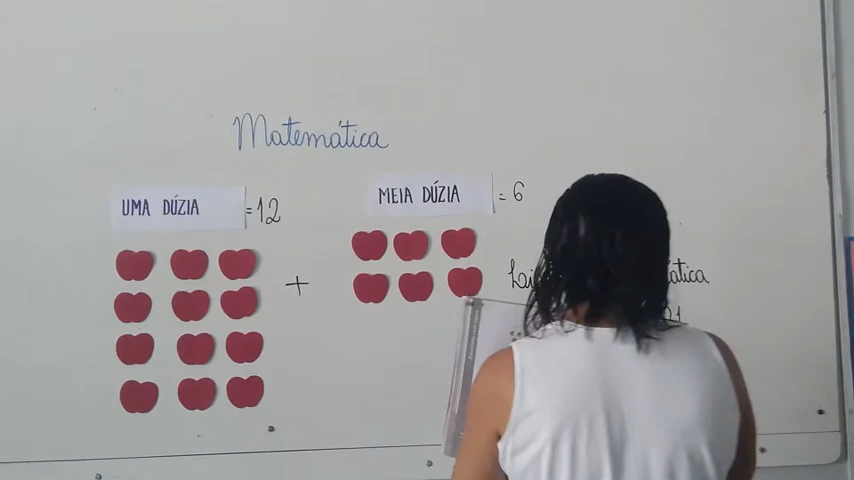 Matemática
UMA DÚZIA = 12
MEIA DÚZIA = 6
+